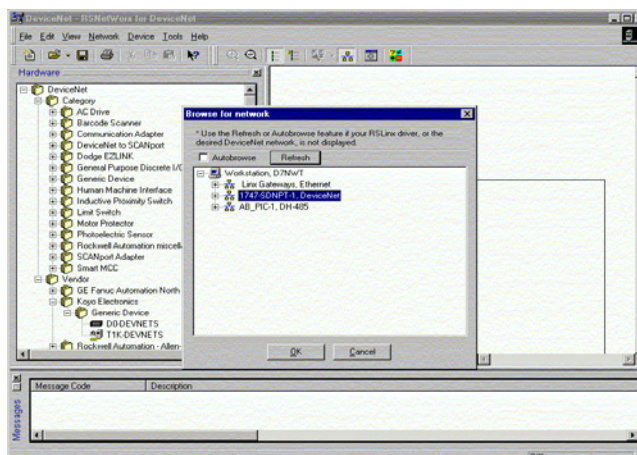 DeviceNet - RSNetWorx for DeviceNet
File Edit View Network Device Tools Help
Hardware
DeviceNet
Category
AC Drive
Barcode Scanner
Communication Adapter
DeviceNet to SCANport
Dodge EZLINK
General Purpose Discrete I/O
Generic Device
Human Machine Interface
Inductive Proximity Switch
Limit Switch
Motor Protector
Photoelectric Sensor
Rockwell Automation miscell
SCANport Adapter
Smart MCC
Vendor
GE Fanuc Automation North
Koyo Electronics
Generic Device
D0-DEVNETS
T1K-DEVNETS
Rockwell Automation - Allen-
Browse for network
* Use the Refresh or Autobrowse feature if your RSLinx driver, or the
desired DeviceNet network, is not displayed.
Autobrowse Refresh
Workstation, D7NWT
Linx Gateways, Ethernet
1747-SDNPT-1, DeviceNet
AB_PIC-1, DH-485
OK Cancel
Messages
Message Code Description